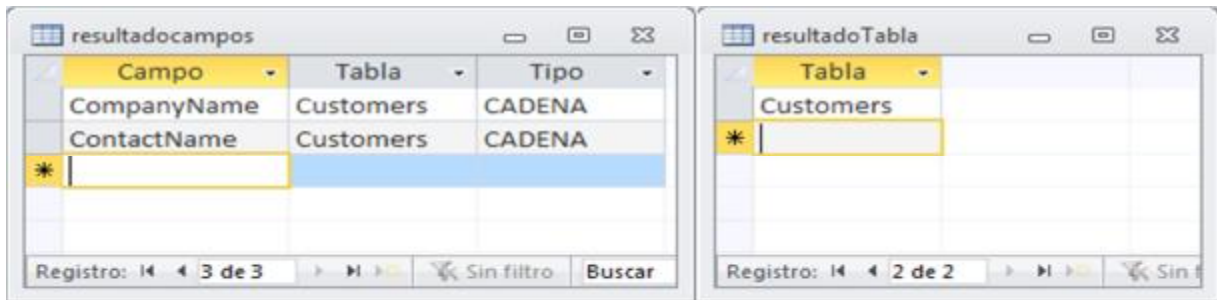 resultadocampos
Campo Tabla Tipo
CompanyName Customers CADENA
ContactName Customers CADENA
Registro: 3 de 3 Sin filtro Buscar
resultadoTabla
Tabla
Customers
Registro: 2 de 2 Sin f